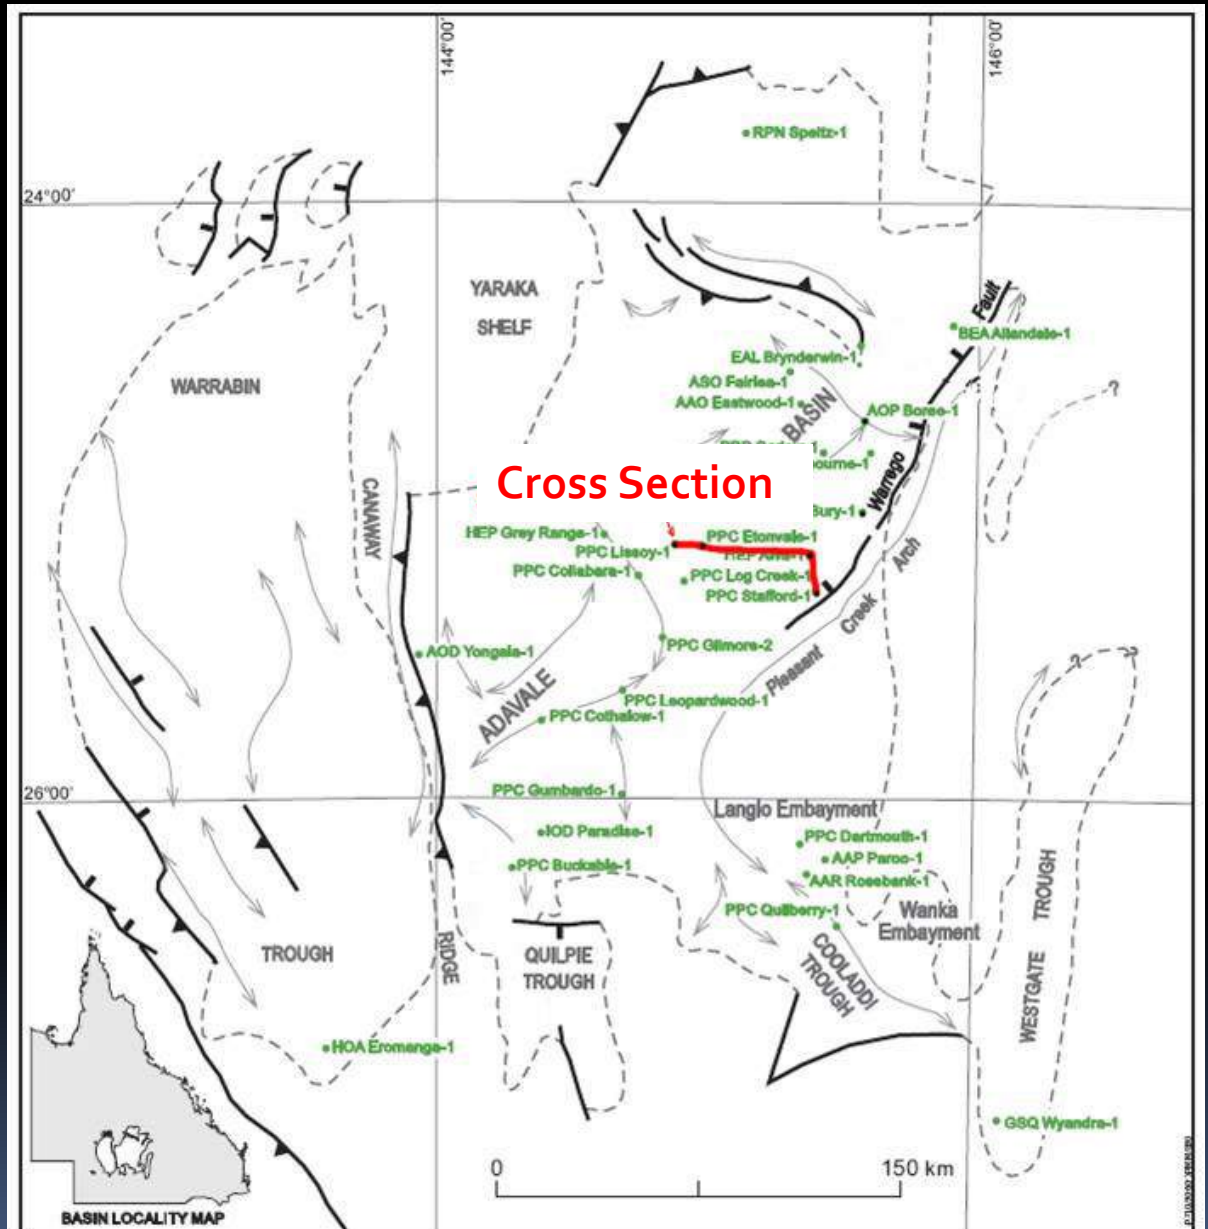 144°00'
146°00'
RPN Speitz-1
24°00'
YARAKA
SHELF
Fault
BEA Allandale-1
EAL Brynderwin-1
WARRABIN
ASO Fairlea-1
AAO Eastwood-1
BASIN
AOP Boree-1
Cross Section
Warrego
CANAWAY
Bury-1
HEP Grey Range-1
PPC Etonvale-1
PPC Lissoy-1
PPC Collabara-1
PPC Log Creek-1
PPC Stafford-1
Arch
Creek
Pleasant
PPC Gilmore-2
AOD Yongala-1
ADAVALE
PPC Leopardwood-1
PPC Cothalow-1
26°00'
PPC Gumbardo-1
Langlo Embayment
IOD Paradise-1
PPC Dartmouth-1
PPC Buckabie-1
AAP Paroo-1
AAR Rosebank-1
PPC Quilberry-1
Wanka
Embayment
TROUGH
RIDGE
QUILPIE
TROUGH
COOLADDI
TROUGH
WESTGATE TROUGH
HOA Eromanga-1
GSQ Wyandra-1
0
150 km
BASIN LOCALITY MAP
?
?